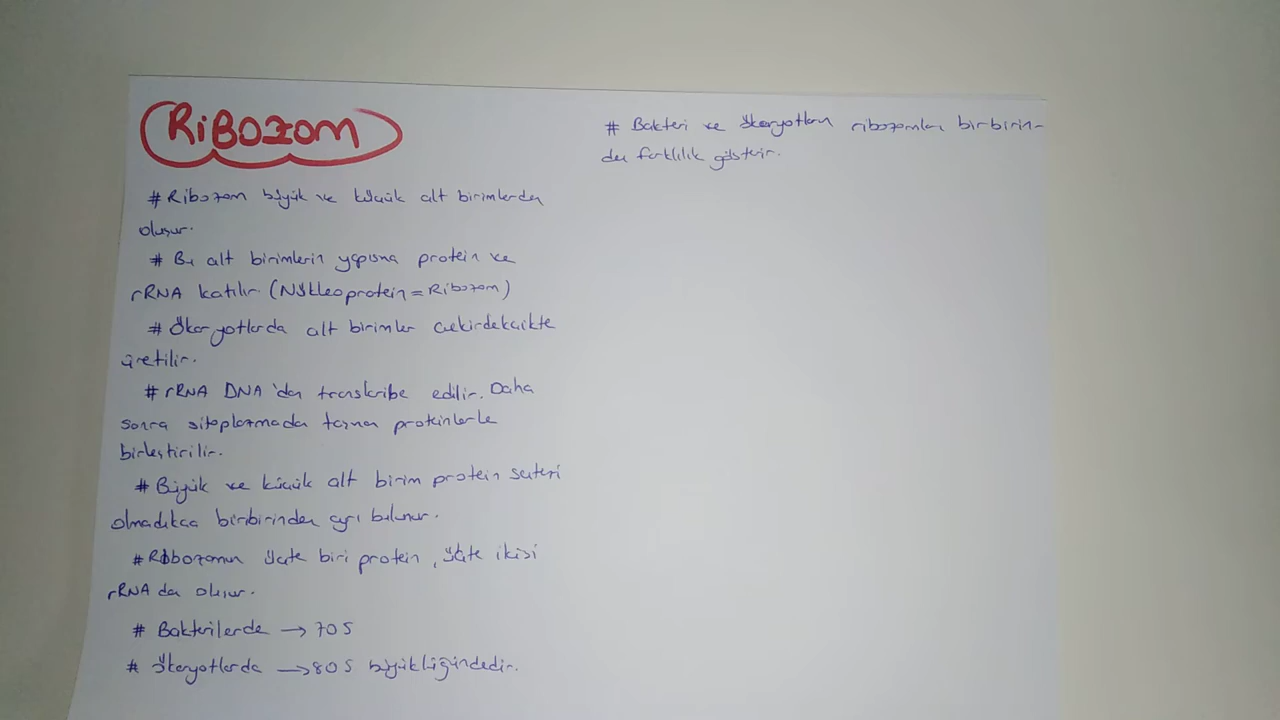 RiBozom
# Ribozom büyük ve küçük alt birimlerden
oluşur.
# Bu alt birimlerin yapısına protein ve
rRNA katılır (Nükleoprotein = Ribozom)
# Ökaryotlarda alt birimler çekirdekçikte
üretilir.
# rRNA DNA'dan transkribe edilir. Daha
sonra sitoplazmada taşınan proteinlerle
birleştirilir.
# Büyük ve küçük alt birim protein sentezi
olmadıkça birbirinden ayrı bulunur.
# Ribozomun üçte biri protein, üçte ikisi
rRNA dan oluşur.
# Bakterilerde → 70S
# Ökaryotlarda → 80S büyüklüğündedir.
# Bakteri ve ökaryotların ribozomları birbirin-
den farklılık gösterir.